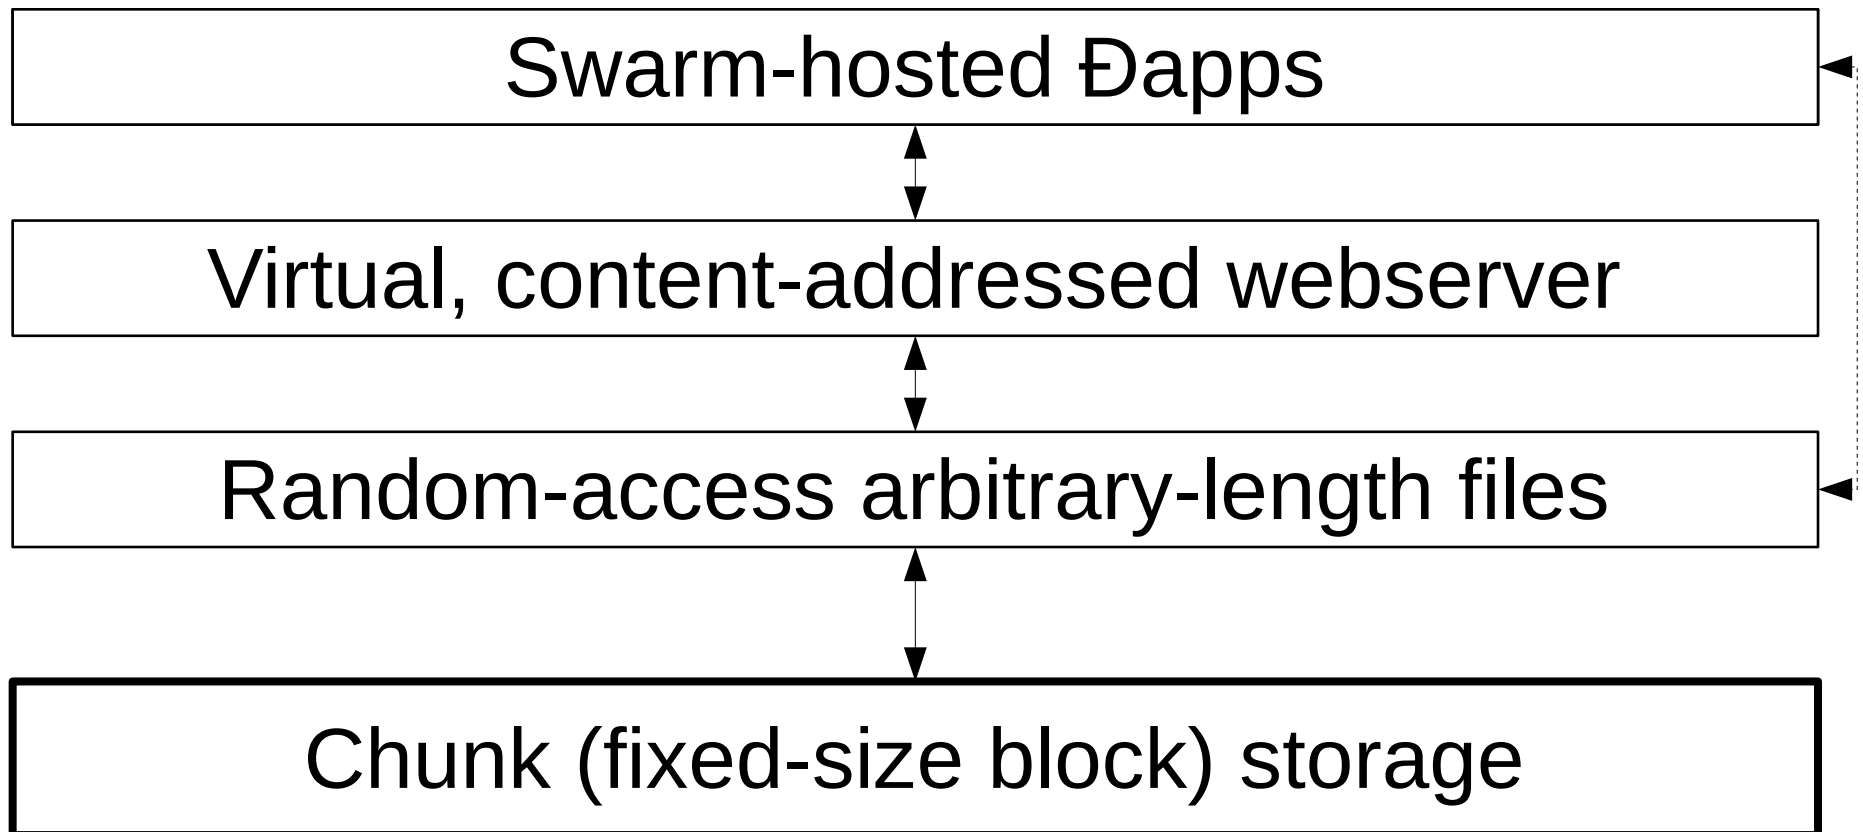 Swarm-hosted Ðapps
Virtual, content-addressed webserver
Random-access arbitrary-length files
Chunk (fixed-size block) storage